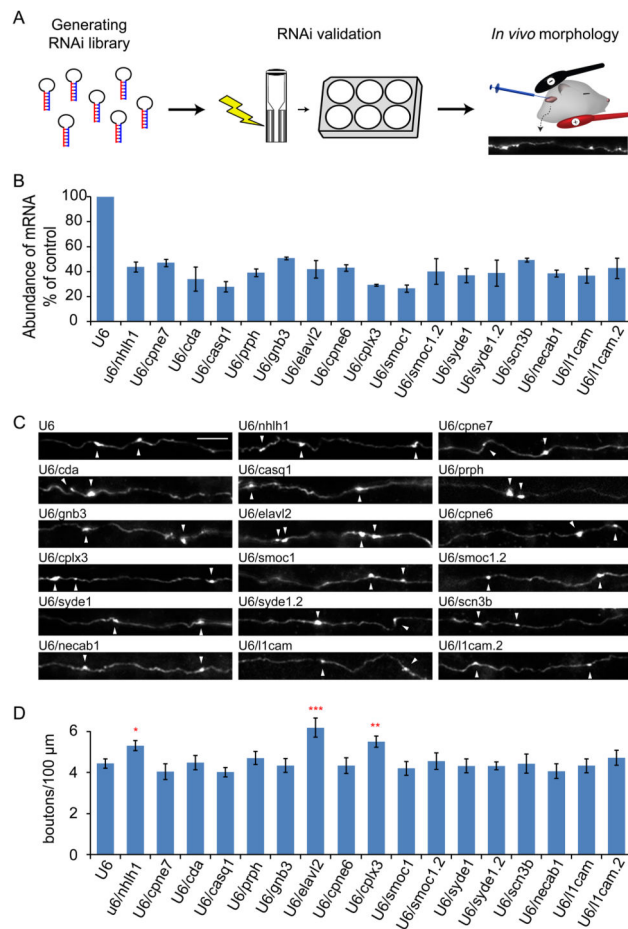 A
Generating
RNAi library
RNAi validation
In vivo morphology
B
Abundance of mRNA
% of control
100
80
60
40
20
0
U6
u6/nhlh1
U6/cpne7
U6/cda
U6/casq1
U6/prph
U6/gnb3
U6/elavl2
U6/cpne6
U6/cplx3
U6/smoc1
U6/smoc1.2
U6/syde1
U6/syde1.2
U6/scn3b
U6/necab1
U6/l1cam
U6/l1cam.2
C
U6 U6/nhlh1 U6/cpne7
U6/cda U6/casq1 U6/prph
U6/gnb3 U6/elavl2 U6/cpne6
U6/cplx3 U6/smoc1 U6/smoc1.2
U6/syde1 U6/syde1.2 U6/scn3b
U6/necab1 U6/l1cam U6/l1cam.2
D
boutons/100 µm
6
4
2
0
*
***
**
U6
u6/nhlh1
U6/cpne7
U6/cda
U6/casq1
U6/prph
U6/gnb3
U6/elavl2
U6/cpne6
U6/cplx3
U6/smoc1
U6/smoc1.2
U6/syde1
U6/syde1.2
U6/scn3b
U6/necab1
U6/l1cam
U6/l1cam.2